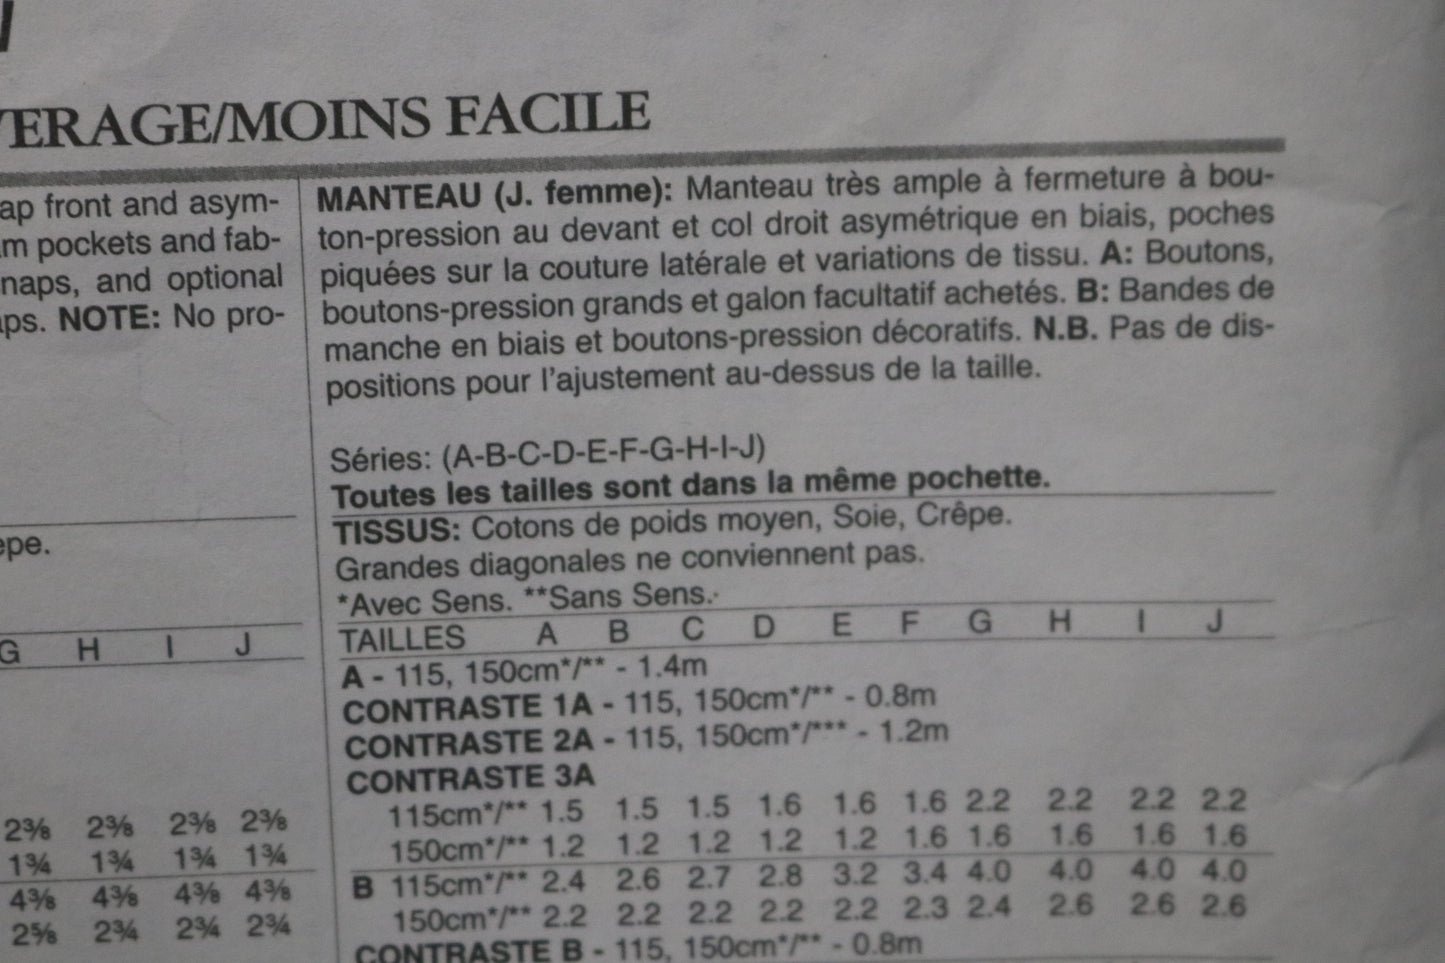 VERAGE/MOINS FACILE
ap front and asym-
m pockets and fab-
naps, and optional
ps. NOTE: No pro-
epe.
G H I J
2⅜ 2⅜ 2⅜ 2⅜
1¾ 1¾ 1¾ 1¾
4⅜ 4⅜ 4⅜ 4⅜
2⅝ 2¾ 2¾ 2¾
MANTEAU (J. femme): Manteau très ample à fermeture à bou-
ton-pression au devant et col droit asymétrique en biais, poches
piquées sur la couture latérale et variations de tissu. A: Boutons,
boutons-pression grands et galon facultatif achetés. B: Bandes de
manche en biais et boutons-pression décoratifs. N.B. Pas de dis-
positions pour l'ajustement au-dessus de la taille.
Séries: (A-B-C-D-E-F-G-H-I-J)
Toutes les tailles sont dans la même pochette.
TISSUS: Cotons de poids moyen, Soie, Crêpe.
Grandes diagonales ne conviennent pas.
*Avec Sens. **Sans Sens.
TAILLES A B C D E F G H I J
A - 115, 150cm*/** - 1.4m
CONTRASTE 1A - 115, 150cm*/** - 0.8m
CONTRASTE 2A - 115, 150cm*/*** - 1.2m
CONTRASTE 3A
115cm*/** 1.5 1.5 1.5 1.6 1.6 1.6 2.2 2.2 2.2 2.2
150cm*/** 1.2 1.2 1.2 1.2 1.2 1.6 1.6 1.6 1.6 1.6
B 115cm*/** 2.4 2.6 2.7 2.8 3.2 3.4 4.0 4.0 4.0 4.0
150cm*/** 2.2 2.2 2.2 2.2 2.2 2.3 2.4 2.6 2.6 2.6
CONTRASTE B - 115, 150cm*/** - 0.8m